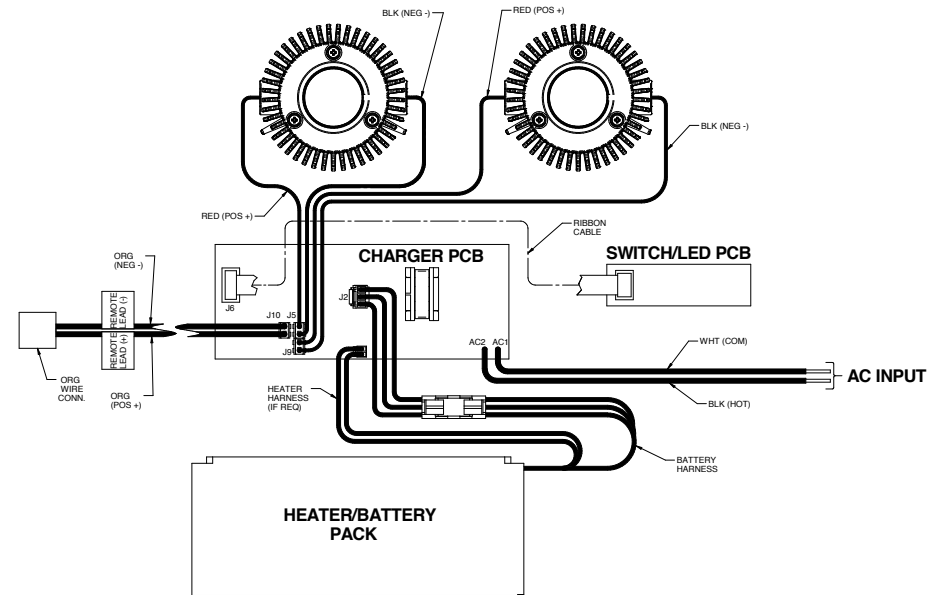 BLK (NEG -)
RED (POS +)
BLK (NEG -)
RED (POS +)
RIBBON
CABLE
CHARGER PCB
SWITCH/LED PCB
ORG
(NEG -)
J6
J2
J10
J5
J9
REMOTE
LEAD (+)
REMOTE
LEAD (-)
AC2
AC1
WHT (COM)
AC INPUT
BLK (HOT)
ORG
WIRE
CONN.
ORG
(POS +)
HEATER
HARNESS
(IF REQ)
BATTERY
HARNESS
HEATER/BATTERY
PACK